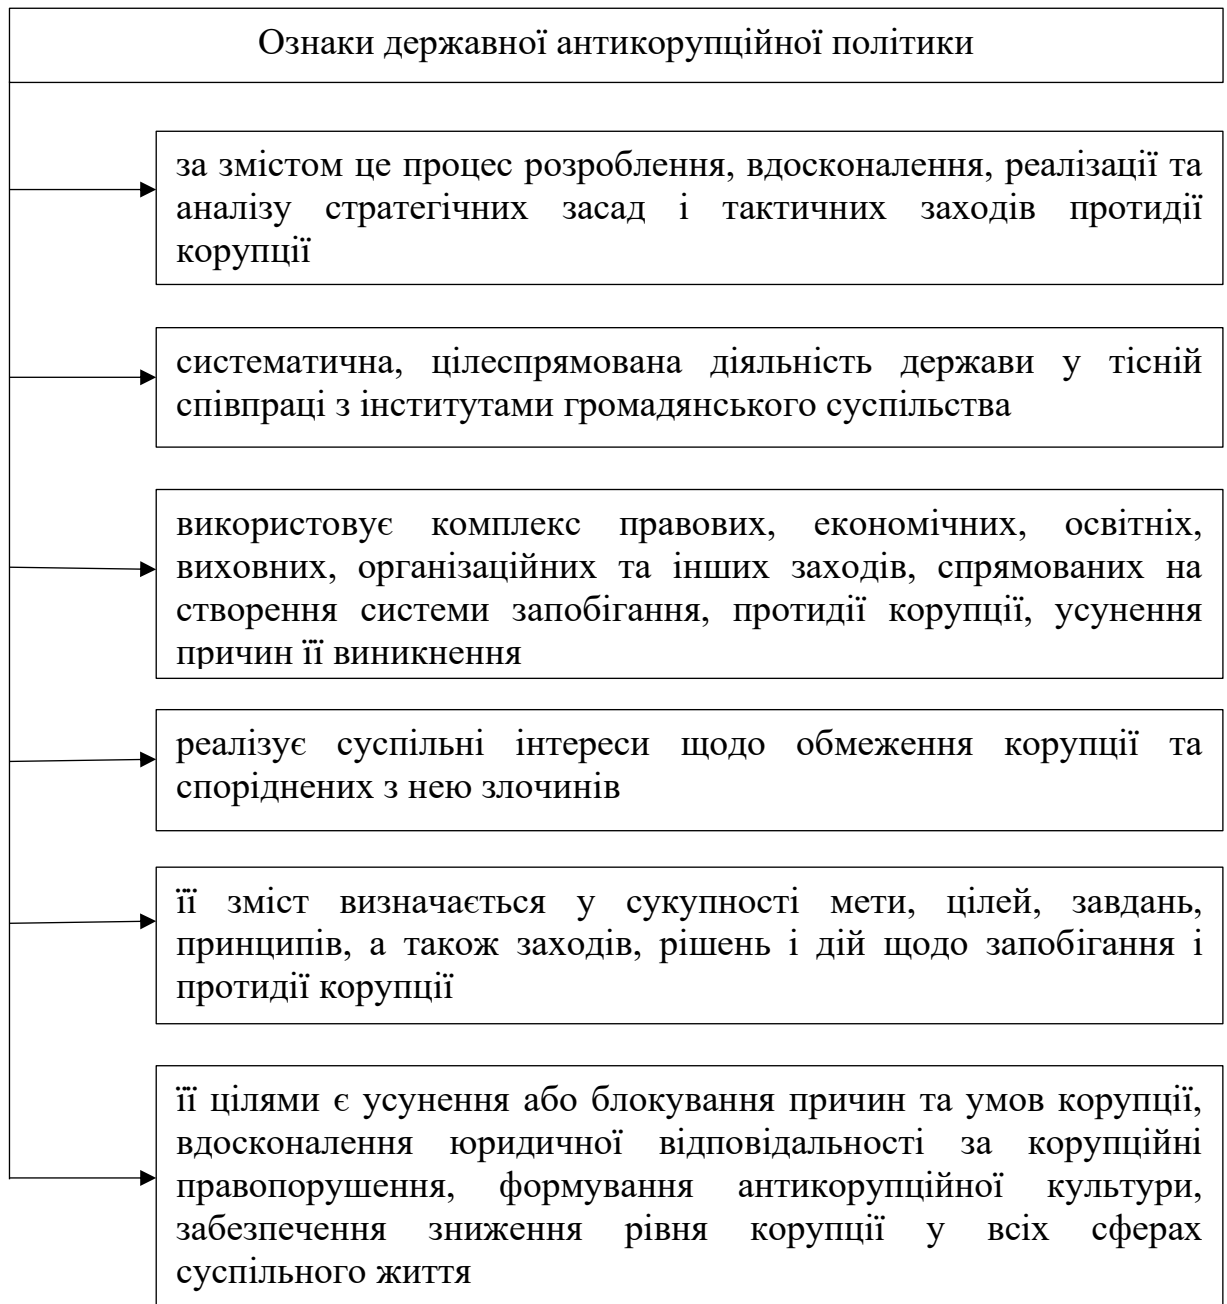 Ознаки державної антикорупційної політики
за змістом це процес розроблення, вдосконалення, реалізації та
аналізу стратегічних засад і тактичних заходів протидії
корупції
систематична, цілеспрямована діяльність держави у тісній
співпраці з інститутами громадянського суспільства
використовує комплекс правових, економічних, освітніх,
виховних, організаційних та інших заходів, спрямованих на
створення системи запобігання, протидії корупції, усунення
причин її виникнення
реалізує суспільні інтереси щодо обмеження корупції та
споріднених з нею злочинів
її зміст визначається у сукупності мети, цілей, завдань,
принципів, а також заходів, рішень і дій щодо запобігання і
протидії корупції
її цілями є усунення або блокування причин та умов корупції,
вдосконалення юридичної відповідальності за корупційні
правопорушення, формування антикорупційної культури,
забезпечення зниження рівня корупції у всіх сферах
суспільного життя